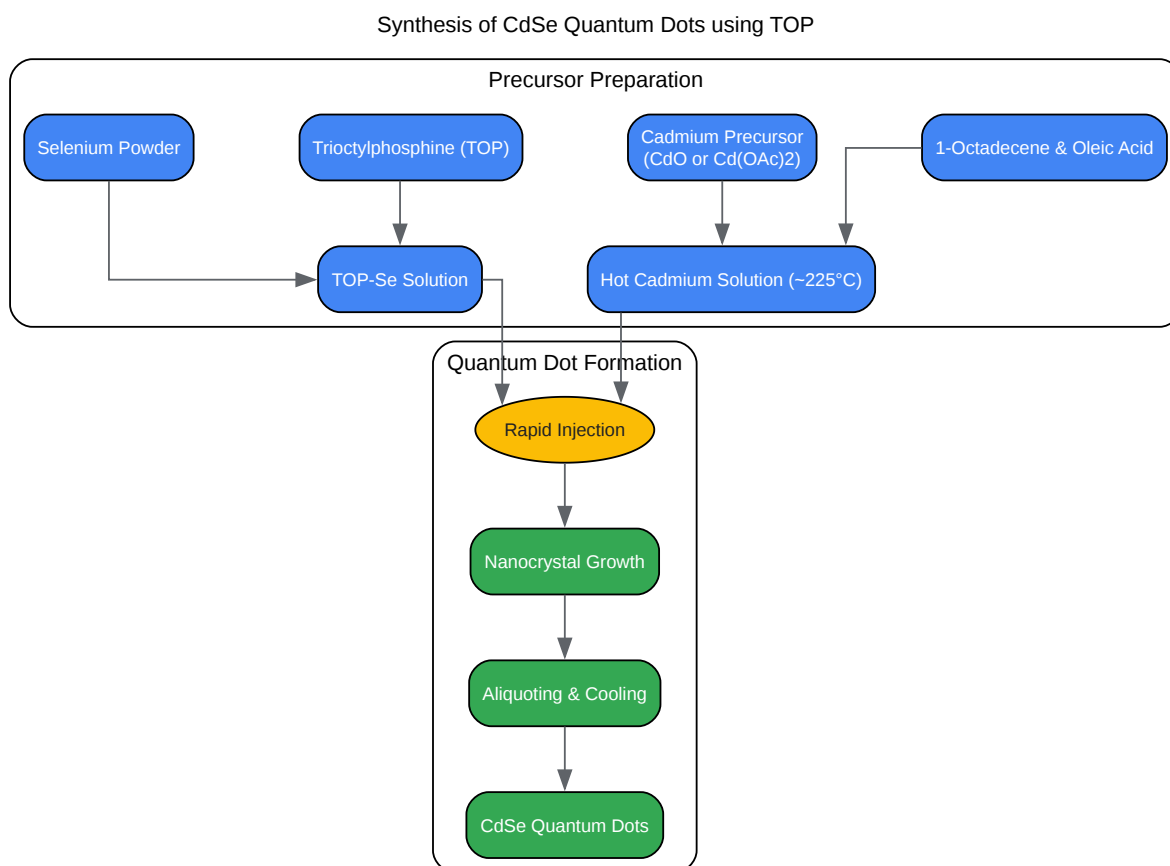 Synthesis of CdSe Quantum Dots using TOP
Precursor Preparation
Selenium Powder
Trioctylphosphine (TOP)
Cadmium Precursor
(CdO or Cd(OAc)2)
1-Octadecene & Oleic Acid
TOP-Se Solution
Hot Cadmium Solution (~225°C)
Quantum Dot Formation
Rapid Injection
Nanocrystal Growth
Aliquoting & Cooling
CdSe Quantum Dots